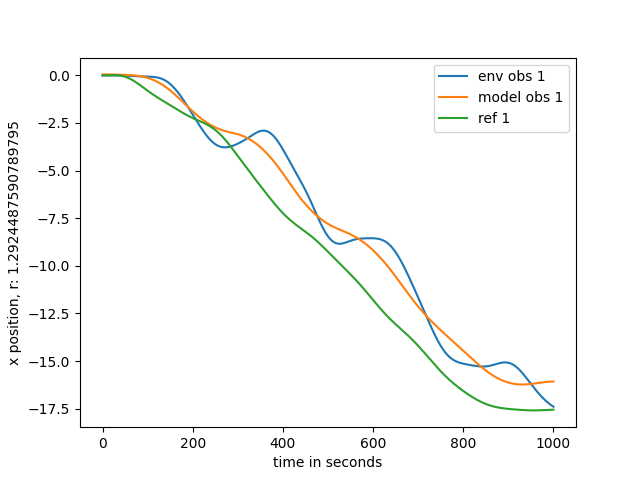 env obs 1
model obs 1
ref 1
0.0
−2.5
−5.0
−7.5
−10.0
−12.5
−15.0
−17.5
x position, r: 1.2924487590789795
0 200 400 600 800 1000
time in seconds